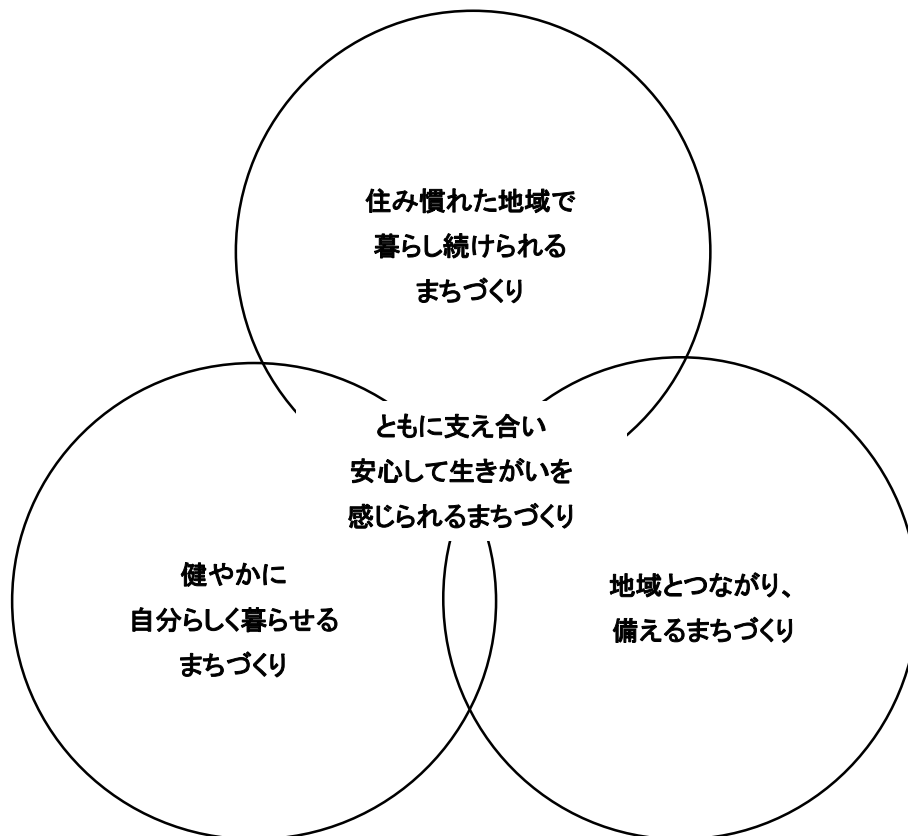 住み慣れた地域で
暮らし続けられる
まちづくり
ともに支え合い
安心して生きがいを
感じられるまちづくり
健やかに
自分らしく暮らせる
まちづくり
地域とつながり、
備えるまちづくり